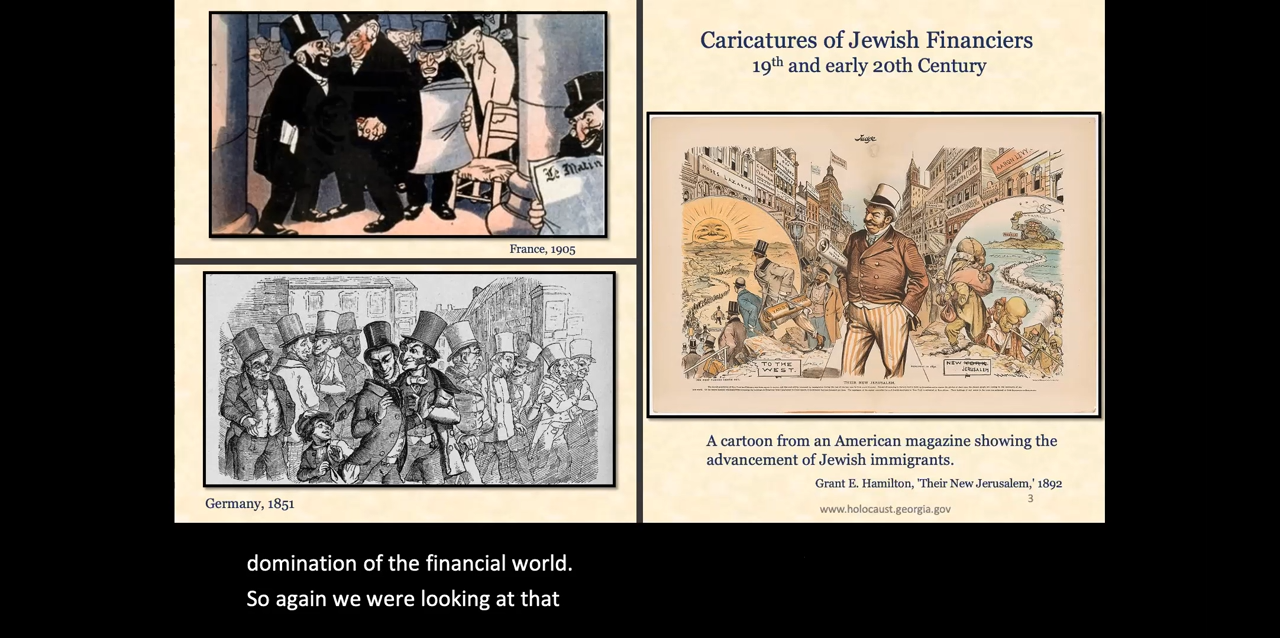 Le Matin
France, 1905
Germany, 1851
Caricatures of Jewish Financiers
19th and early 20th Century
Judge
TO THE
WEST.
NEW
JERUSALEM
THEIR NEW JERUSALEM.
A cartoon from an American magazine showing the
advancement of Jewish immigrants.
Grant E. Hamilton, 'Their New Jerusalem,' 1892
3
www.holocaust.georgia.gov
domination of the financial world.
So again we were looking at that